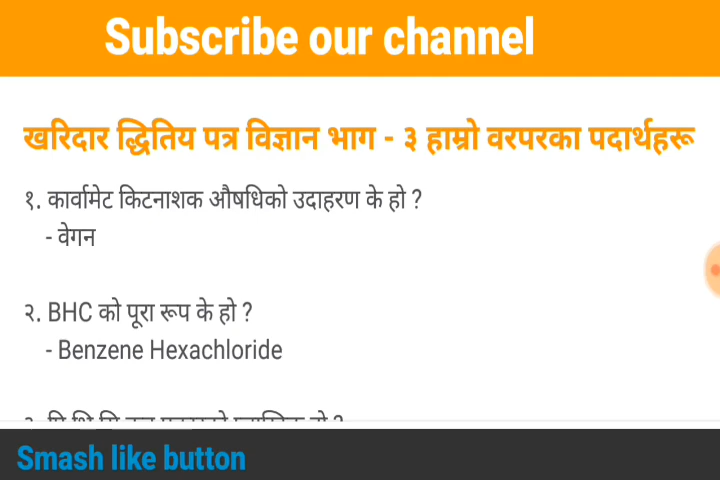 Subscribe our channel
खरिदार द्धितिय पत्र विज्ञान भाग - ३ हाम्रो वरपरका पदार्थहरू
१. कार्वामेट किटनाशक औषधिको उदाहरण के हो ?
- वेगन
२. BHC को पूरा रूप के हो ?
- Benzene Hexachloride
Smash like button